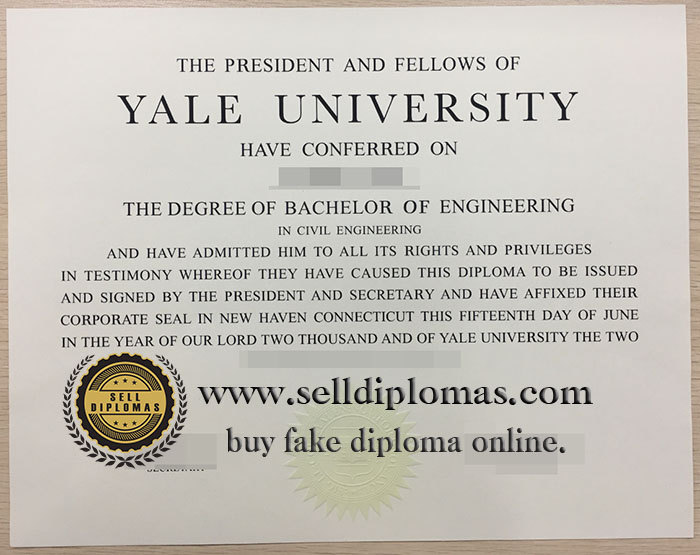 THE PRESIDENT AND FELLOWS OF
YALE UNIVERSITY
HAVE CONFERRED ON
THE DEGREE OF BACHELOR OF ENGINEERING
IN CIVIL ENGINEERING
AND HAVE ADMITTED HIM TO ALL ITS RIGHTS AND PRIVILEGES
IN TESTIMONY WHEREOF THEY HAVE CAUSED THIS DIPLOMA TO BE ISSUED
AND SIGNED BY THE PRESIDENT AND SECRETARY AND HAVE AFFIXED THEIR
CORPORATE SEAL IN NEW HAVEN CONNECTICUT THIS FIFTEENTH DAY OF JUNE
IN THE YEAR OF OUR LORD TWO THOUSAND AND OF YALE UNIVERSITY THE TWO
SELL
DIPLOMAS
www.selldiplomas.com
buy fake diploma online.
SECRETARY